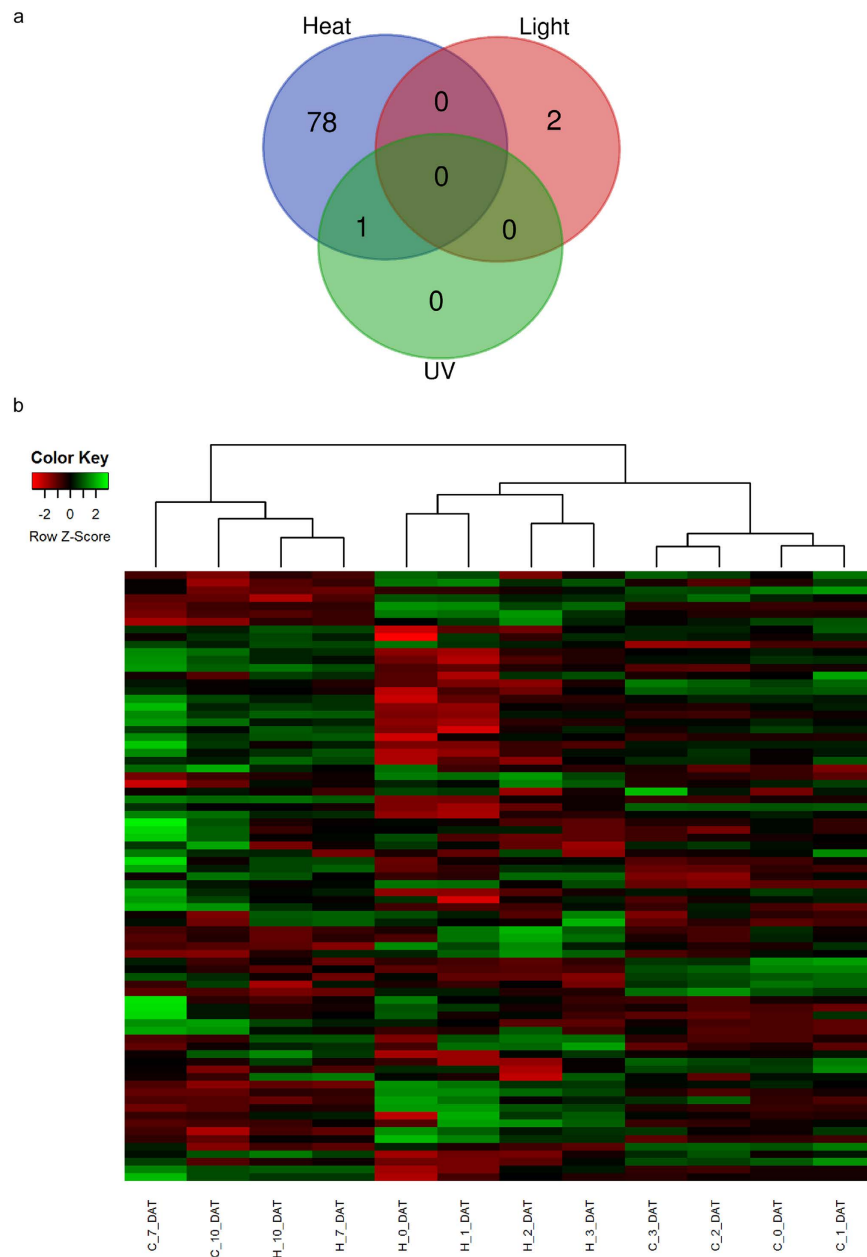 a
Heat Light
78 0 2
0
1 0
0
UV
b
Color Key
-2 0 2
Row Z-Score
C_7_DAT C_10_DAT H_10_DAT H_7_DAT H_0_DAT H_1_DAT H_2_DAT H_3_DAT C_3_DAT C_2_DAT C_0_DAT C_1_DAT